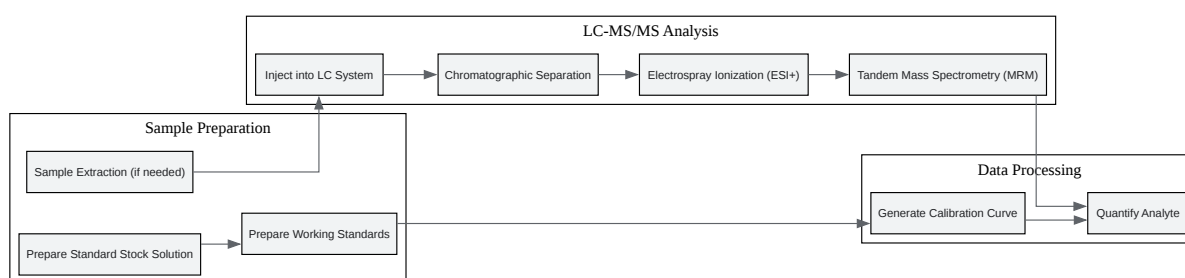 LC-MS/MS Analysis
Inject into LC System
Chromatographic Separation
Electrospray Ionization (ESI+)
Tandem Mass Spectrometry (MRM)
Sample Preparation
Sample Extraction (if needed)
Prepare Standard Stock Solution
Prepare Working Standards
Data Processing
Generate Calibration Curve
Quantify Analyte